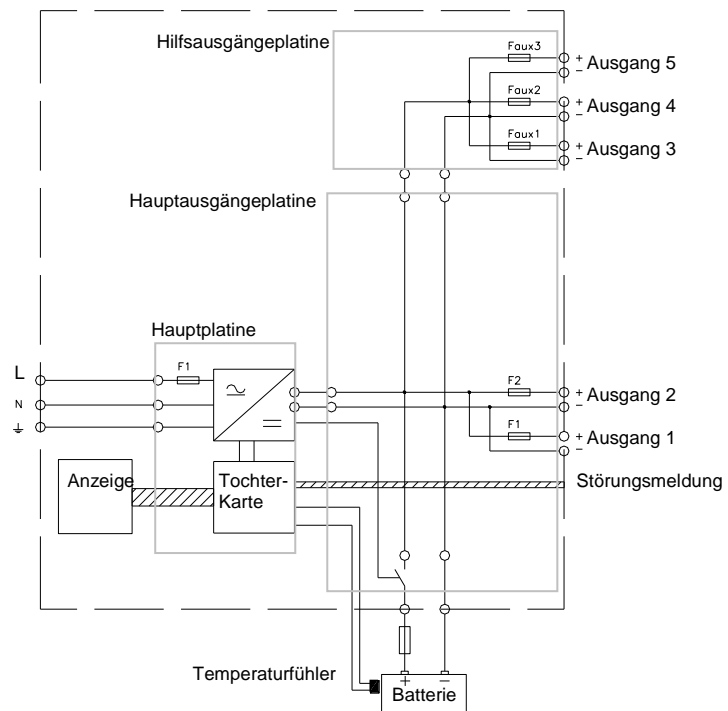 Hilfsausgängeplatine
Faux3
+ Ausgang 5
−
Faux2
+ Ausgang 4
−
Faux1
+ Ausgang 3
−
Hauptausgängeplatine
Hauptplatine
L
F1
N
F2
+ Ausgang 2
−
F1
+ Ausgang 1
−
Anzeige
Tochter-
Karte
Störungsmeldung
Temperaturfühler
+ −
Batterie